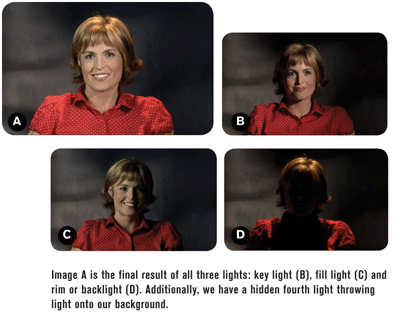 A
B
C
D
Image A is the final result of all three lights: key light (B), fill light (C) and
rim or backlight (D). Additionally, we have a hidden fourth light throwing
light onto our background.